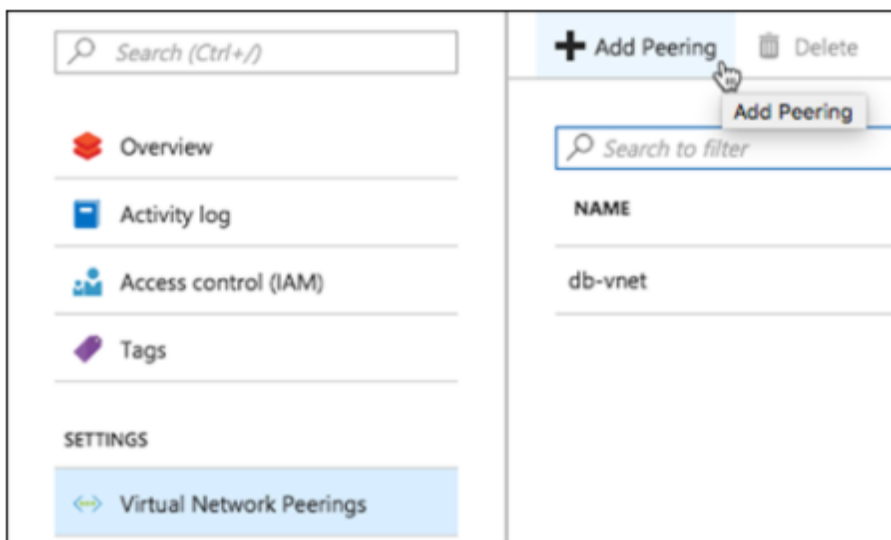 Search (Ctrl+/)
Overview
Activity log
Access control (IAM)
Tags
SETTINGS
Virtual Network Peerings
Add Peering
Delete
Add Peering
Search to filter
NAME
db-vnet